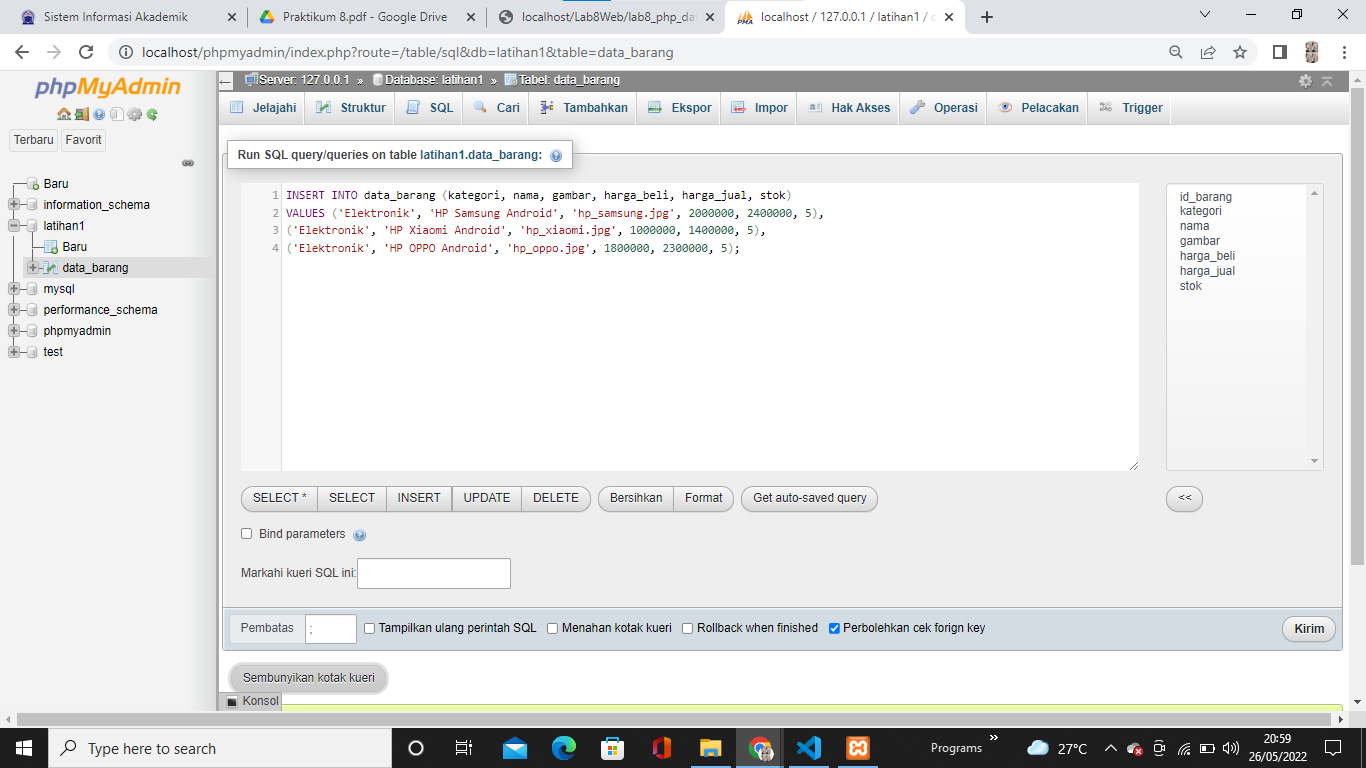 Sistem Informasi Akademik
Praktikum 8.pdf - Google Drive
localhost/Lab8Web/lab8_php_da
localhost / 127.0.0.1 / latihan1 / d
localhost/phpmyadmin/index.php?route=/table/sql&db=latihan1&table=data_barang
phpMyAdmin
Terbaru Favorit
Baru
information_schema
latihan1
Baru
data_barang
mysql
performance_schema
phpmyadmin
test
Server: 127.0.0.1 » Database: latihan1 » Tabel: data_barang
Jelajahi Struktur SQL Cari Tambahkan Ekspor Impor Hak Akses Operasi Pelacakan Trigger
Run SQL query/queries on table latihan1.data_barang:
1 INSERT INTO data_barang (kategori, nama, gambar, harga_beli, harga_jual, stok)
2 VALUES ('Elektronik', 'HP Samsung Android', 'hp_samsung.jpg', 2000000, 2400000, 5),
3 ('Elektronik', 'HP Xiaomi Android', 'hp_xiaomi.jpg', 1000000, 1400000, 5),
4 ('Elektronik', 'HP OPPO Android', 'hp_oppo.jpg', 1800000, 2300000, 5);
id_barang
kategori
nama
gambar
harga_beli
harga_jual
stok
SELECT * SELECT INSERT UPDATE DELETE Bersihkan Format Get auto-saved query <<
Bind parameters
Markahi kueri SQL ini:
Pembatas ; Tampilkan ulang perintah SQL Menahan kotak kueri Rollback when finished Perbolehkan cek forign key Kirim
Sembunyikan kotak kueri
Konsol
Type here to search
Programs »
27°C
20:59
26/05/2022